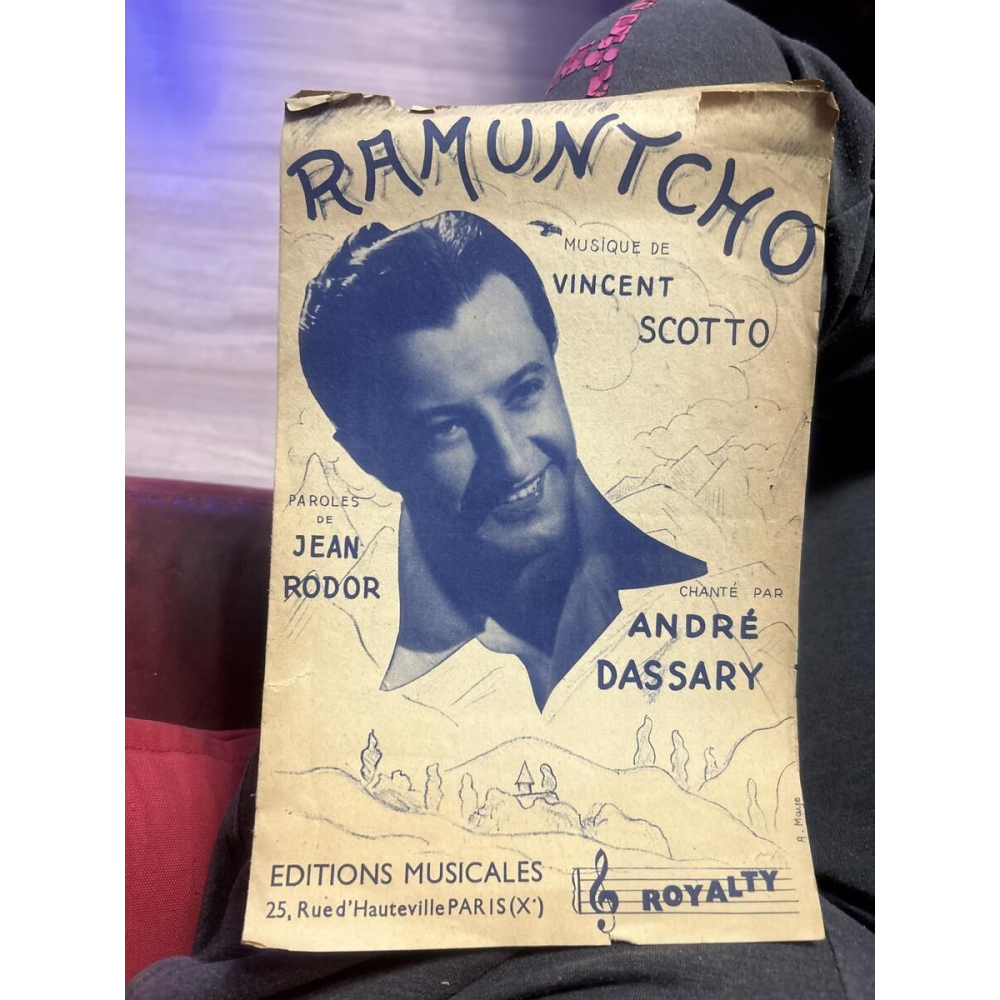 RAMUNTCHO
MUSIQUE DE
VINCENT
SCOTTO
PAROLES
DE
JEAN
RODOR
CHANTÉ PAR
ANDRÉ
DASSARY
EDITIONS MUSICALES
25, Rue d'Hauteville PARIS (X°)
ROYALTY